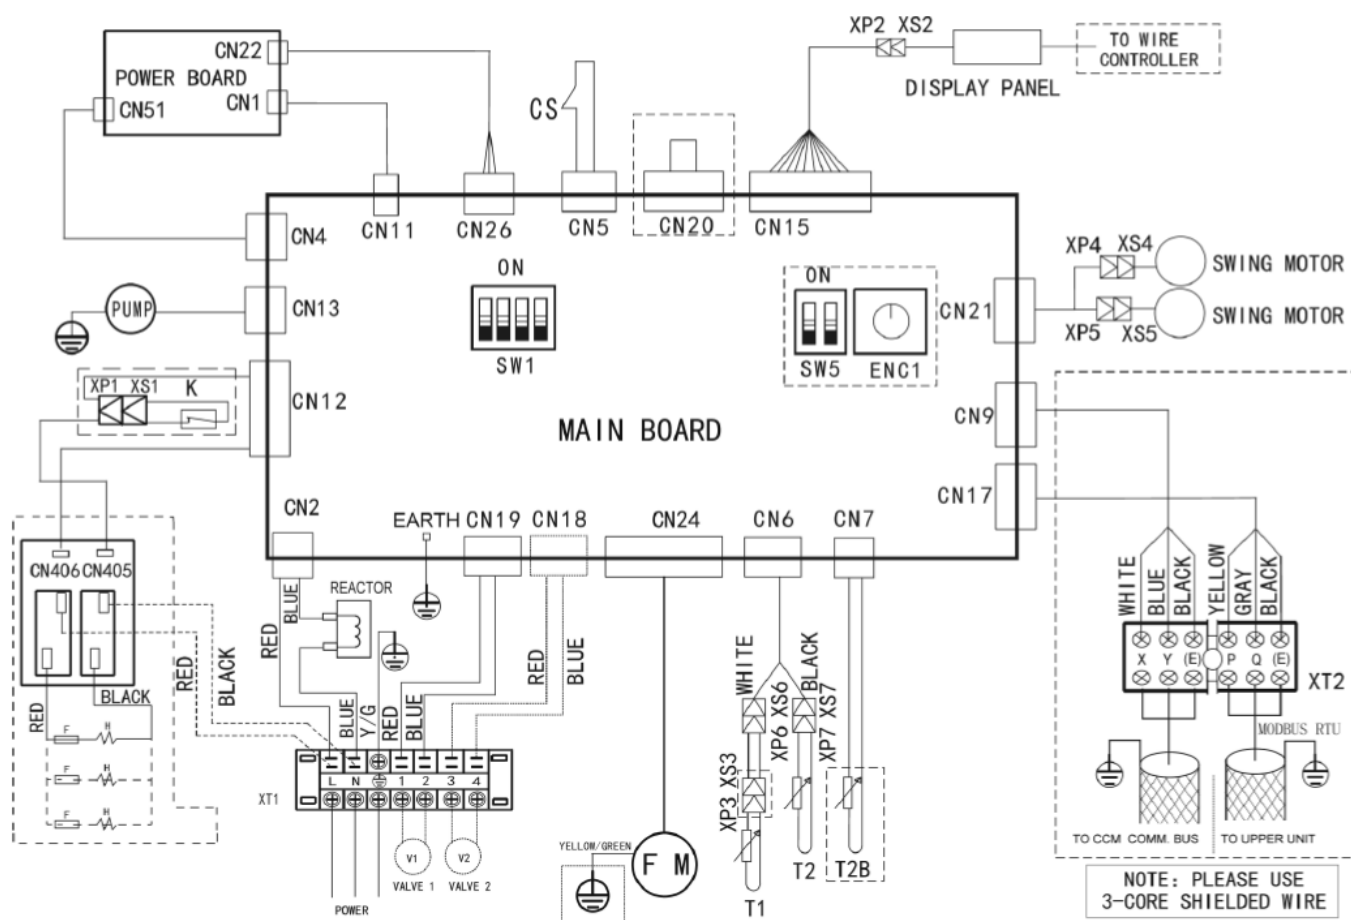 XP2 XS2
TO WIRE
CONTROLLER
DISPLAY PANEL
CN22
POWER BOARD
CN1
CN51
CS
CN4
CN11
CN26
CN5
CN20
CN15
XP4 XS4
SWING MOTOR
ON
ON
PUMP
CN13
CN21
XP5 XS5
SWING MOTOR
SW1
SW5
ENC1
XP1 XS1
K
CN12
CN9
MAIN BOARD
CN17
CN2
EARTH
CN19
CN18
CN24
CN6
CN7
CN406
CN405
REACTOR
RED
BLUE
RED
BLUE
WHITE
BLUE
BLACK
YELLOW
GRAY
BLACK
RED
BLACK
BLACK
RED
BLUE
Y/G
RED
BLUE
WHITE
BLACK
XP6 XS6
XP7 XS7
X
Y
(E)
P
Q
(E)
XT2
F
H
F
H
F
H
MODBUS RTU
XT1
L
N
1
2
3
4
XP3 XS3
V1
V2
VALVE 1
VALVE 2
POWER
YELLOW/GREEN
F M
T1
T2
T2B
TO CCM COMM. BUS
TO UPPER UNIT
NOTE: PLEASE USE
3-CORE SHIELDED WIRE